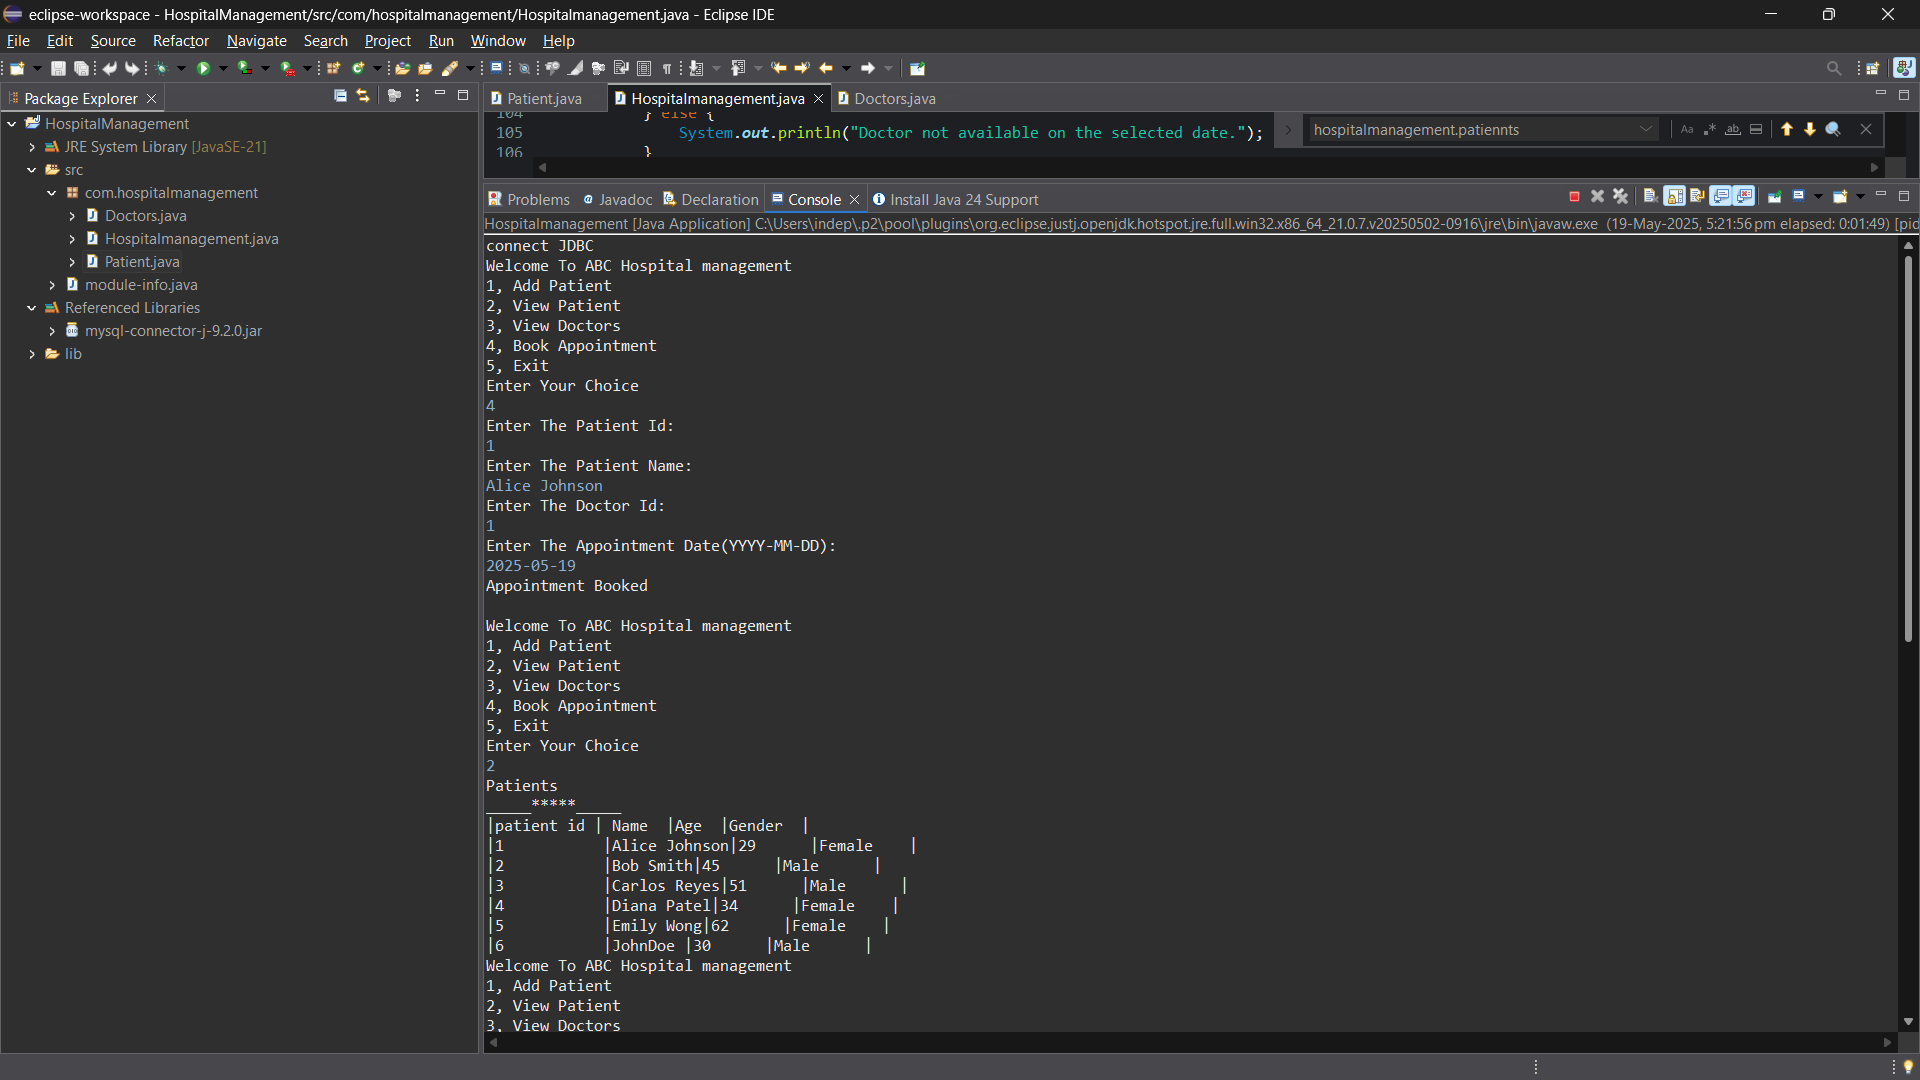 eclipse-workspace - HospitalManagement/src/com/hospitalmanagement/Hospitalmanagement.java - Eclipse IDE
File Edit Source Refactor Navigate Search Project Run Window Help
Package Explorer
HospitalManagement
JRE System Library [JavaSE-21]
src
com.hospitalmanagement
Doctors.java
Hospitalmanagement.java
Patient.java
module-info.java
Referenced Libraries
mysql-connector-j-9.2.0.jar
lib
Patient.java Hospitalmanagement.java Doctors.java
104 } else {
105 System.out.println("Doctor not available on the selected date.");
106 }
hospitalmanagement.patiennts
Problems Javadoc Declaration Console Install Java 24 Support
Hospitalmanagement [Java Application] C:\Users\indep\.p2\pool\plugins\org.eclipse.justj.openjdk.hotspot.jre.full.win32.x86_64_21.0.7.v20250502-0916\jre\bin\javaw.exe (19-May-2025, 5:21:56 pm elapsed: 0:01:49) [pid
connect JDBC
Welcome To ABC Hospital management
1, Add Patient
2, View Patient
3, View Doctors
4, Book Appointment
5, Exit
Enter Your Choice
4
Enter The Patient Id:
1
Enter The Patient Name:
Alice Johnson
Enter The Doctor Id:
1
Enter The Appointment Date(YYYY-MM-DD):
2025-05-19
Appointment Booked
Welcome To ABC Hospital management
1, Add Patient
2, View Patient
3, View Doctors
4, Book Appointment
5, Exit
Enter Your Choice
2
Patients
_____*****_____
|patient id | Name  |Age  |Gender  |
|1            |Alice Johnson|29      |Female    |
|2            |Bob Smith|45      |Male      |
|3            |Carlos Reyes|51      |Male      |
|4            |Diana Patel|34      |Female    |
|5            |Emily Wong|62      |Female    |
|6            |JohnDoe |30      |Male      |
Welcome To ABC Hospital management
1, Add Patient
2, View Patient
3, View Doctors